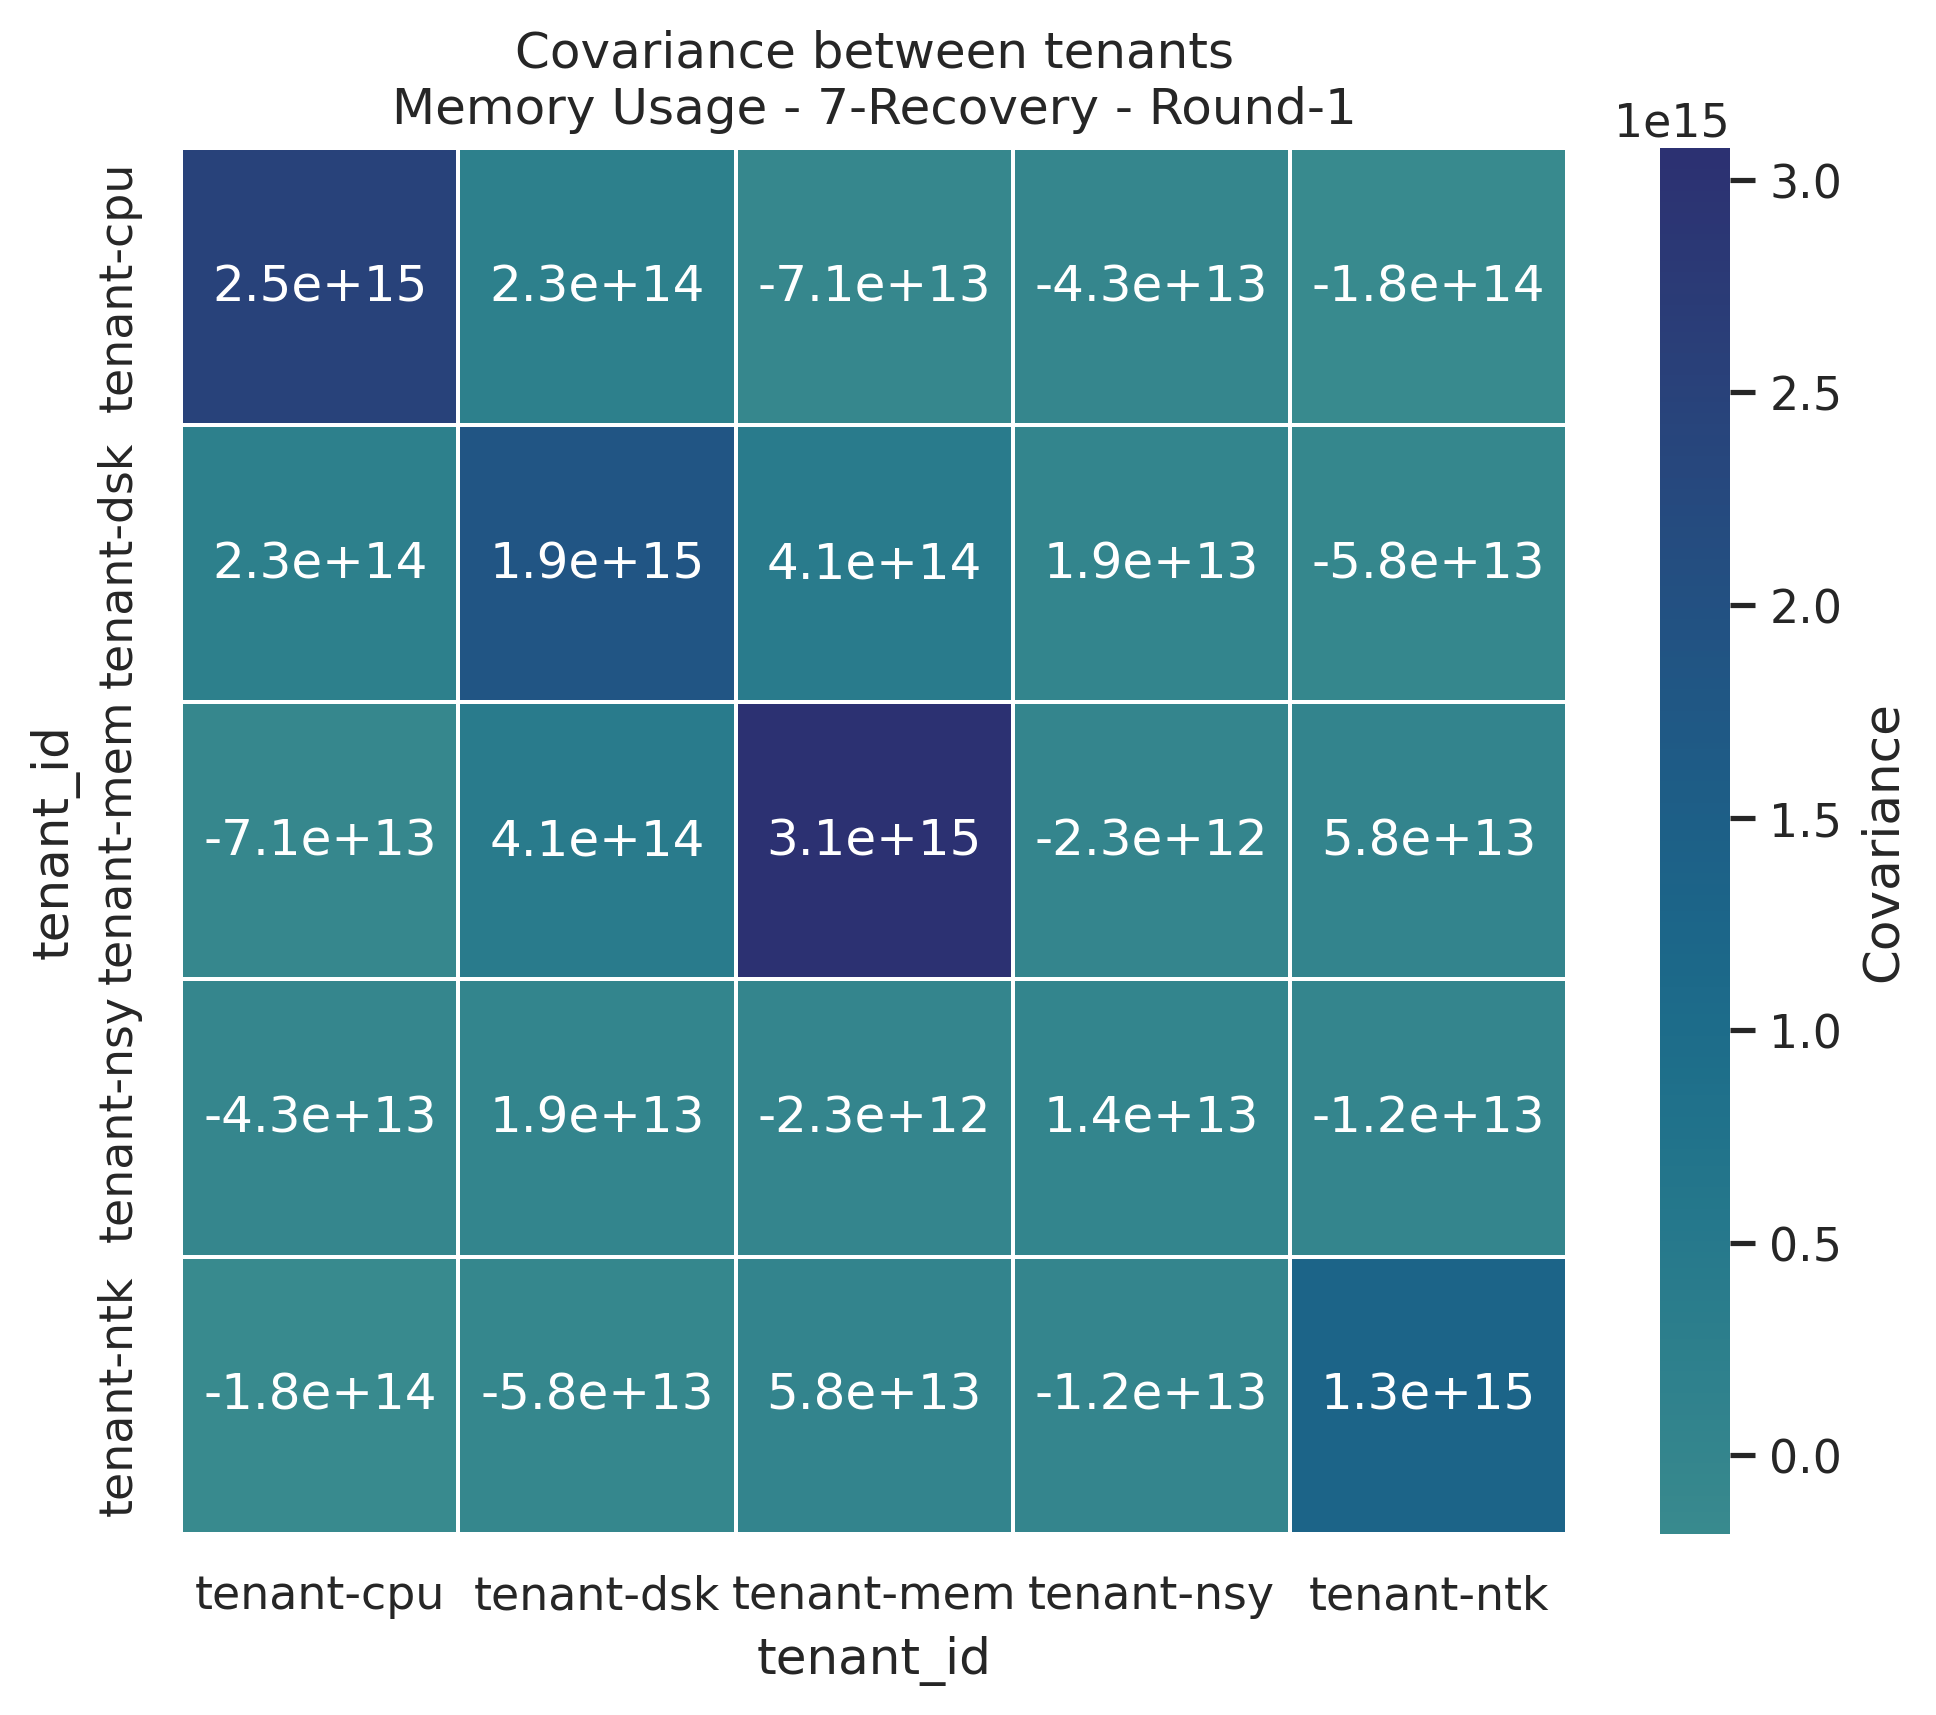 Covariance between tenants
Memory Usage - 7-Recovery - Round-1
1e15
tenant-cpu
2.5e+15 2.3e+14 -7.1e+13 -4.3e+13 -1.8e+14
tenant-dsk
2.3e+14 1.9e+15 4.1e+14 1.9e+13 -5.8e+13
tenant-mem
-7.1e+13 4.1e+14 3.1e+15 -2.3e+12 5.8e+13
tenant-nsy
-4.3e+13 1.9e+13 -2.3e+12 1.4e+13 -1.2e+13
tenant-ntk
-1.8e+14 -5.8e+13 5.8e+13 -1.2e+13 1.3e+15
tenant_id
tenant-cpu tenant-dsk tenant-mem tenant-nsy tenant-ntk
tenant_id
3.0
2.5
2.0
1.5
1.0
0.5
0.0
Covariance